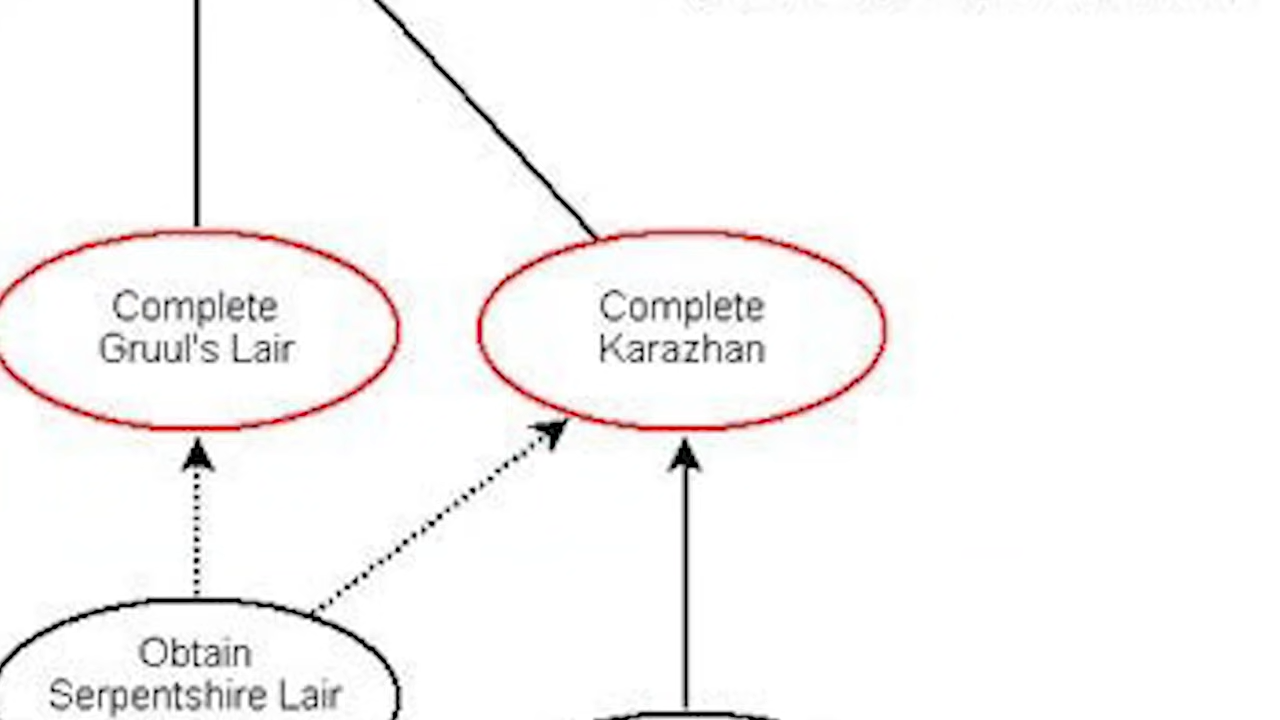 Complete
Gruul's Lair
Complete
Karazhan
Obtain
Serpentshire Lair